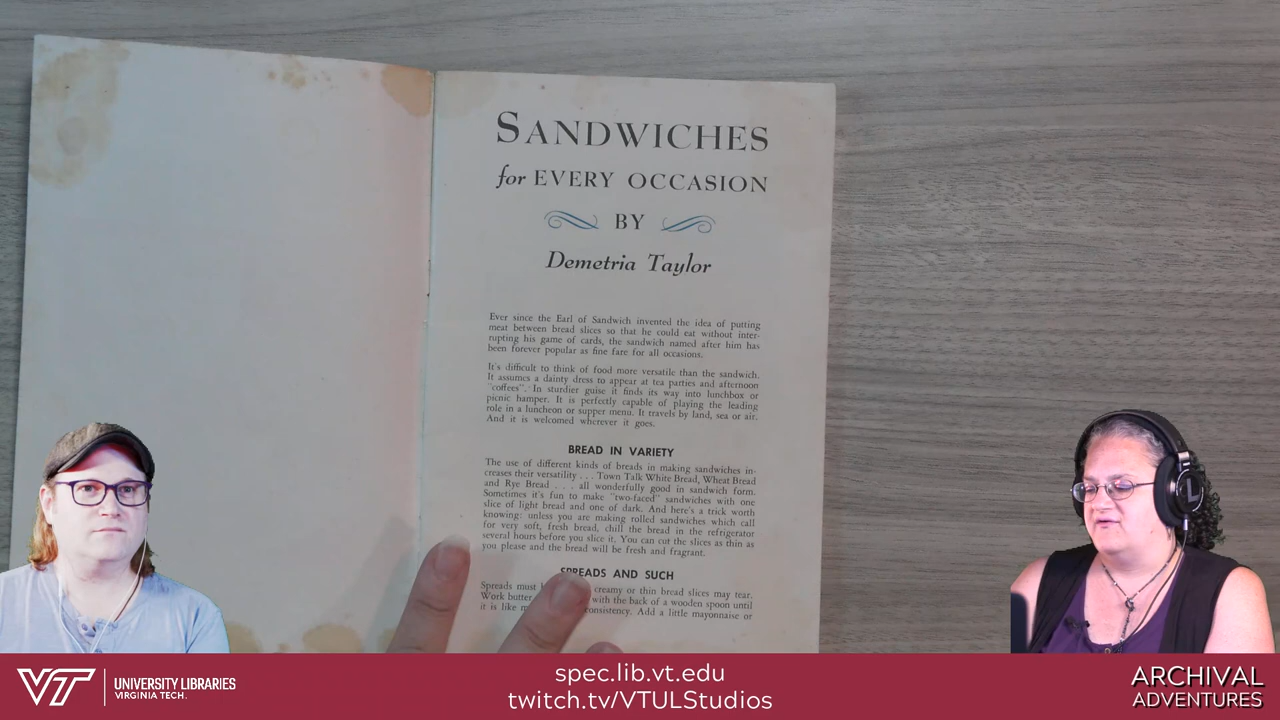 SANDWICHES
for EVERY OCCASION
BY
Demetria Taylor
Ever since the Earl of Sandwich invented the idea of putting
meat between bread slices so that he could eat without inter-
rupting his game of cards, the sandwich named after him has
been forever popular as fine fare for all occasions.
It's difficult to think of food more versatile than the sandwich.
It assumes a dainty dress to appear at tea parties and afternoon
"coffees". In sturdier guise it finds its way into lunchbox or
picnic hamper. It is perfectly capable of playing the leading
role in a luncheon or supper menu. It travels by land, sea or air.
And it is welcomed wherever it goes.
BREAD IN VARIETY
The use of different kinds of breads in making sandwiches in-
creases their versatility . . . Town Talk White Bread, Wheat Bread
and Rye Bread . . . all wonderfully good in sandwich form.
Sometimes it's fun to make "two-faced" sandwiches with one
slice of light bread and one of dark. And here's a trick worth
knowing: unless you are making rolled sandwiches which call
for very soft, fresh bread, chill the bread in the refrigerator
several hours before you slice it. You can cut the slices as thin as
you please and the bread will be fresh and fragrant.
SPREADS AND SUCH
Spreads must creamy or thin bread slices may tear.
Work butter with the back of a wooden spoon until
it is like consistency. Add a little mayonnaise or
VT
UNIVERSITY LIBRARIES
VIRGINIA TECH.
spec.lib.vt.edu
twitch.tv/VTULStudios
ARCHIVAL
ADVENTURES
L